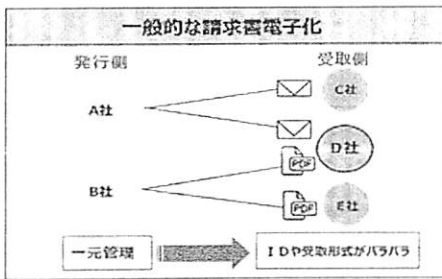 一般的な請求書電子化
発行側
受取側
A社
C社
D社
PDF
B社
PDF
E社
一元管理
IDや受取形式がバラバラ